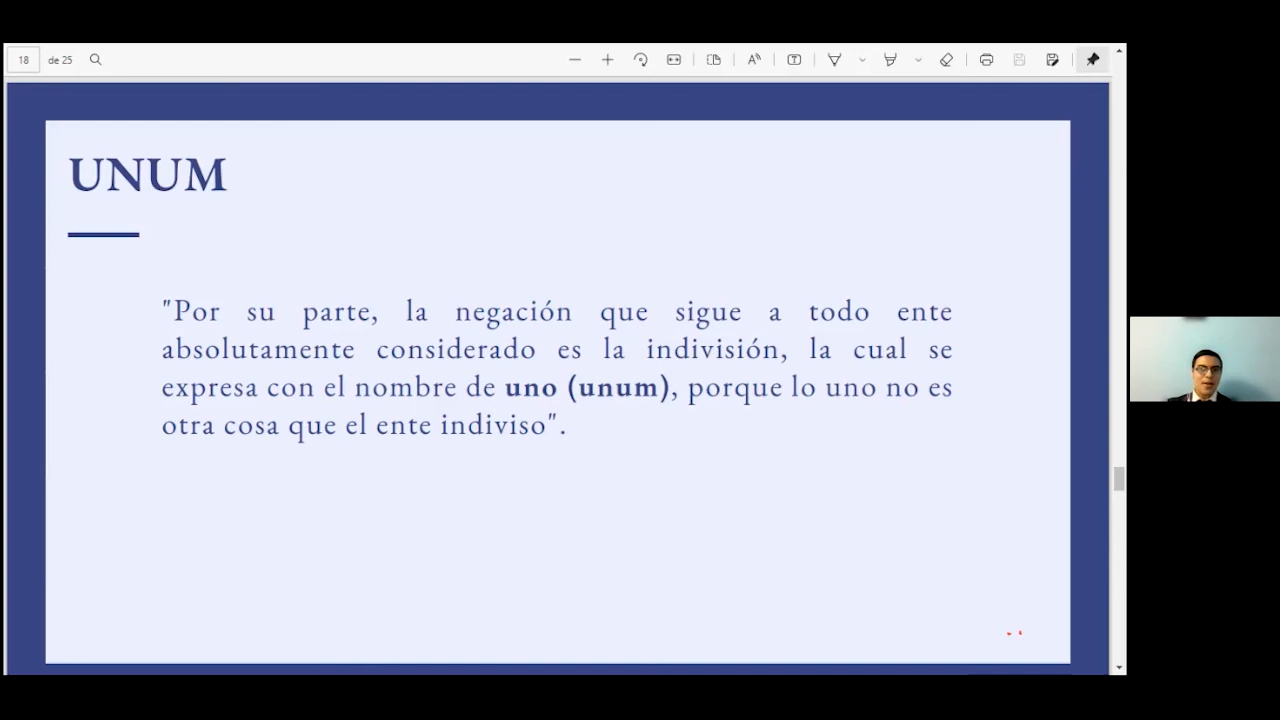 18 de 25
UNUM
"Por su parte, la negación que sigue a todo ente
absolutamente considerado es la indivisión, la cual se
expresa con el nombre de uno (unum), porque lo uno no es
otra cosa que el ente indiviso".